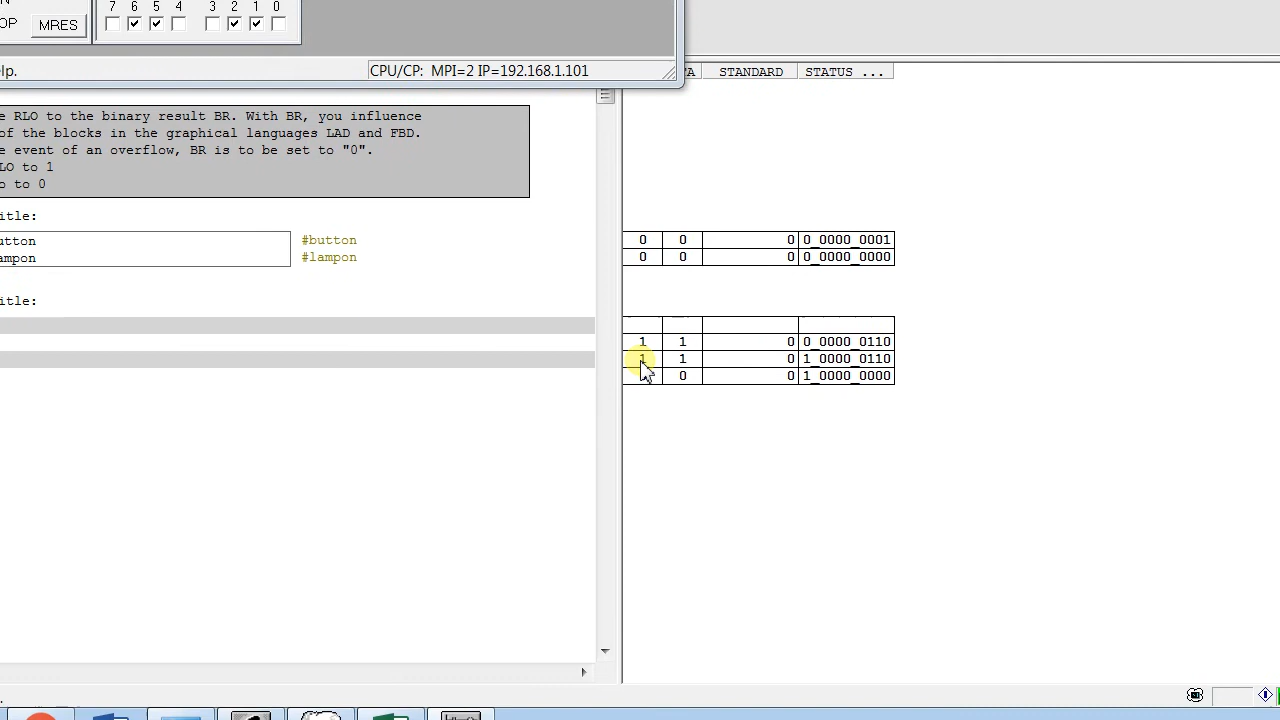 7 6 5 4 3 2 1 0
OP MRES
elp. CPU/CP: MPI=2 IP=192.168.1.101
TA STANDARD STATUS ...
e RLO to the binary result BR. With BR, you influence
of the blocks in the graphical languages LAD and FBD.
e event of an overflow, BR is to be set to "0".
LO to 1
o to 0
itle:
utton #button 0 0 0 0_0000_0001
ampon #lampon 0 0 0 0_0000_0000
itle:
1 1 0 0_0000_0110
1 1 0 1_0000_0110
0 0 1_0000_0000